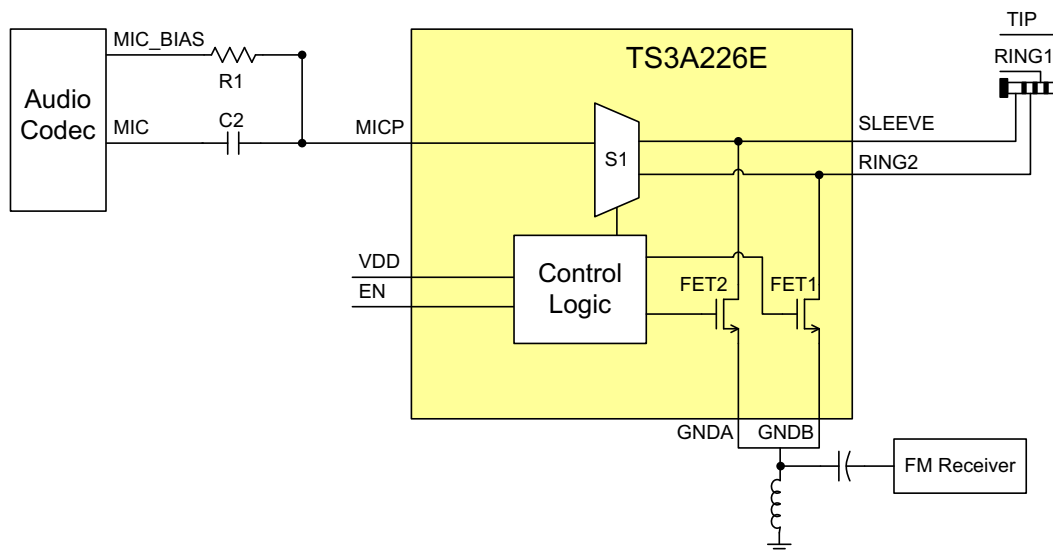 TIP
MIC_BIAS
RING1
TS3A226E
R1
Audio
Codec
MIC
C2
MICP
SLEEVE
S1
RING2
VDD
EN
Control
Logic
FET2
FET1
GNDA
GNDB
FM Receiver